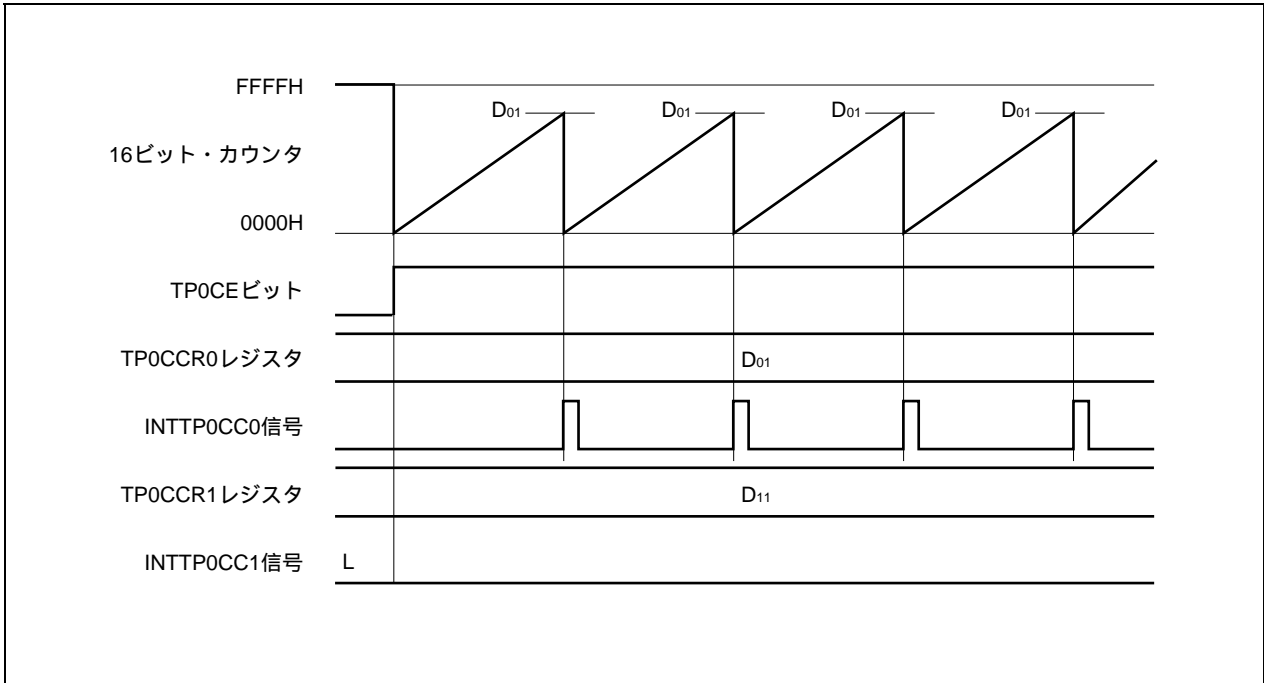 FFFFH
D01 D01 D01 D01
16ビット・カウンタ
0000H
TP0CEビット
TP0CCR0レジスタ D01
INTTP0CC0信号
TP0CCR1レジスタ D11
INTTP0CC1信号 L